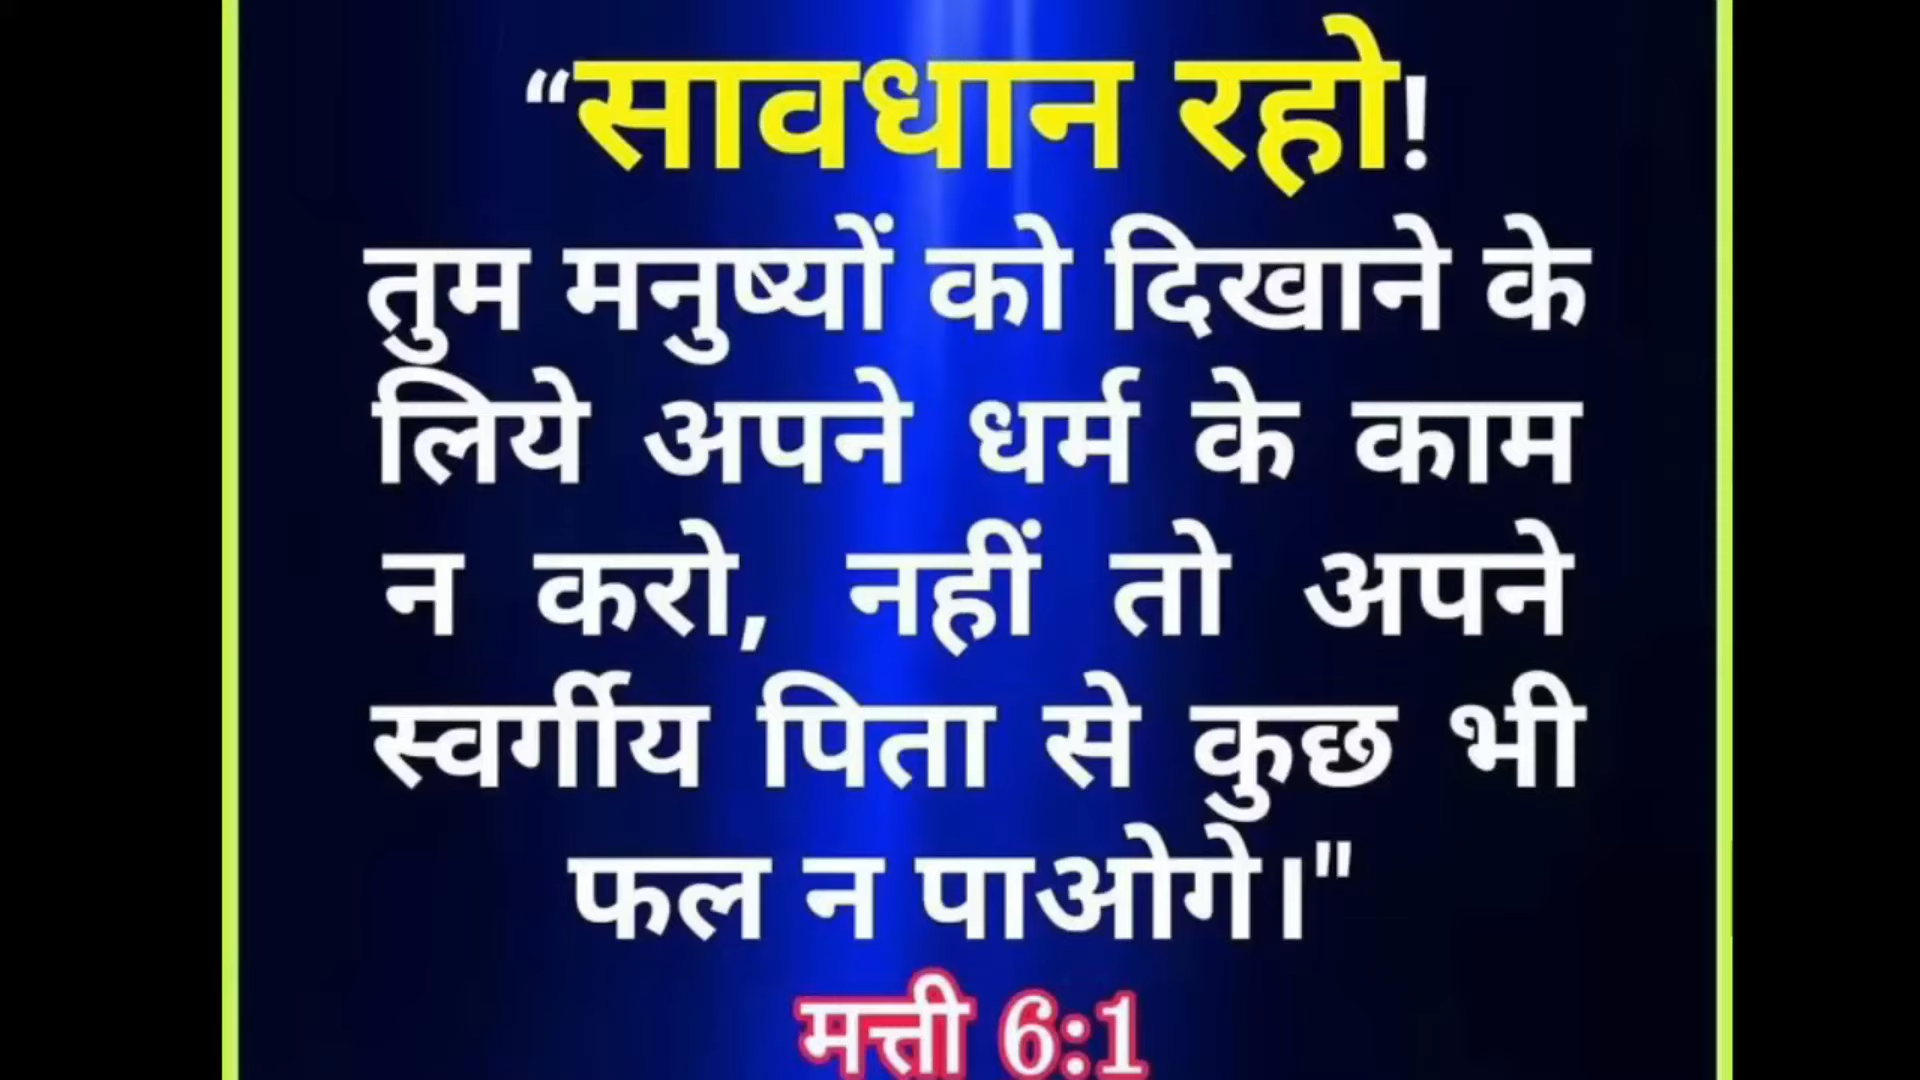 “सावधान रहो!
तुम मनुष्यों को दिखाने के
लिये अपने धर्म के काम
न करो, नहीं तो अपने
स्वर्गीय पिता से कुछ भी
फल न पाओगे।"
मत्ती 6:1